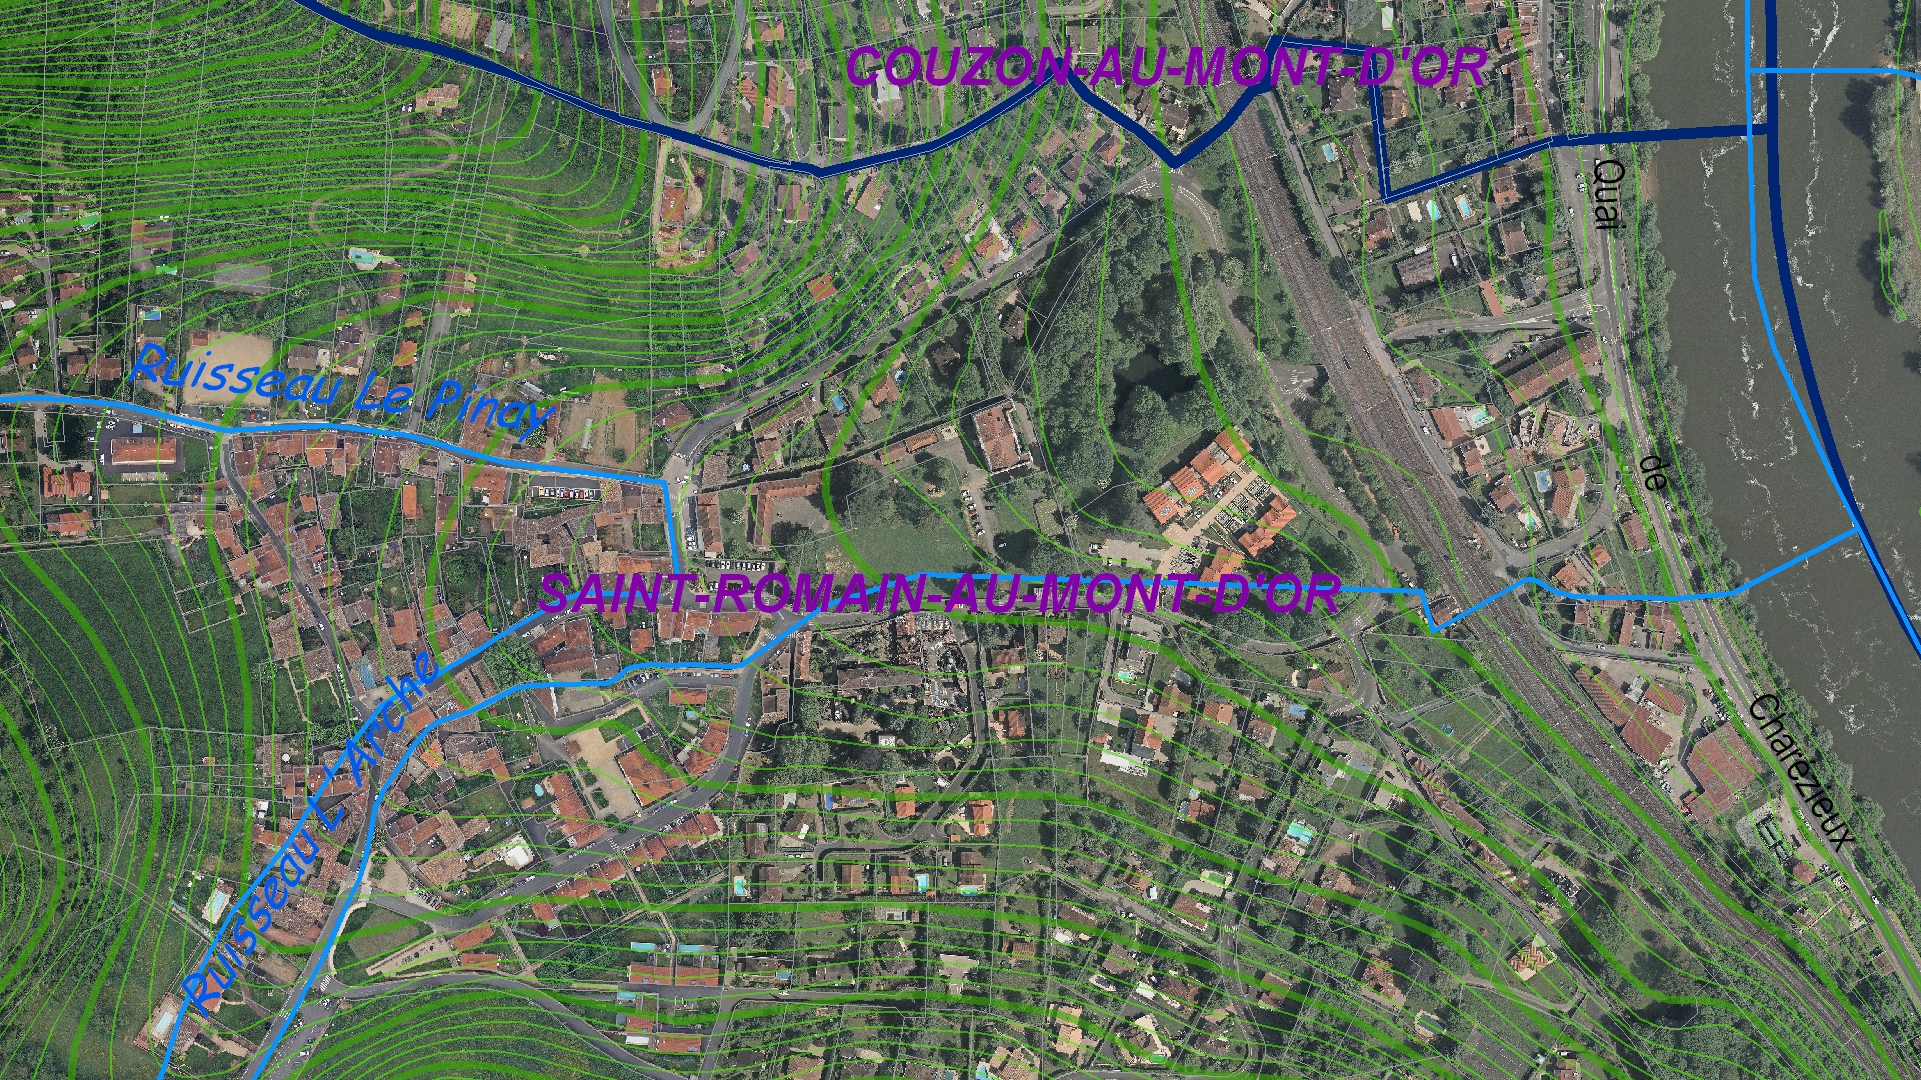 COUZON-AU-MONT-D'OR
Quai
de
Charézieux
Ruisseau Le Pinay
SAINT-ROMAIN-AU-MONT-D'OR
Ruisseau L'Arche